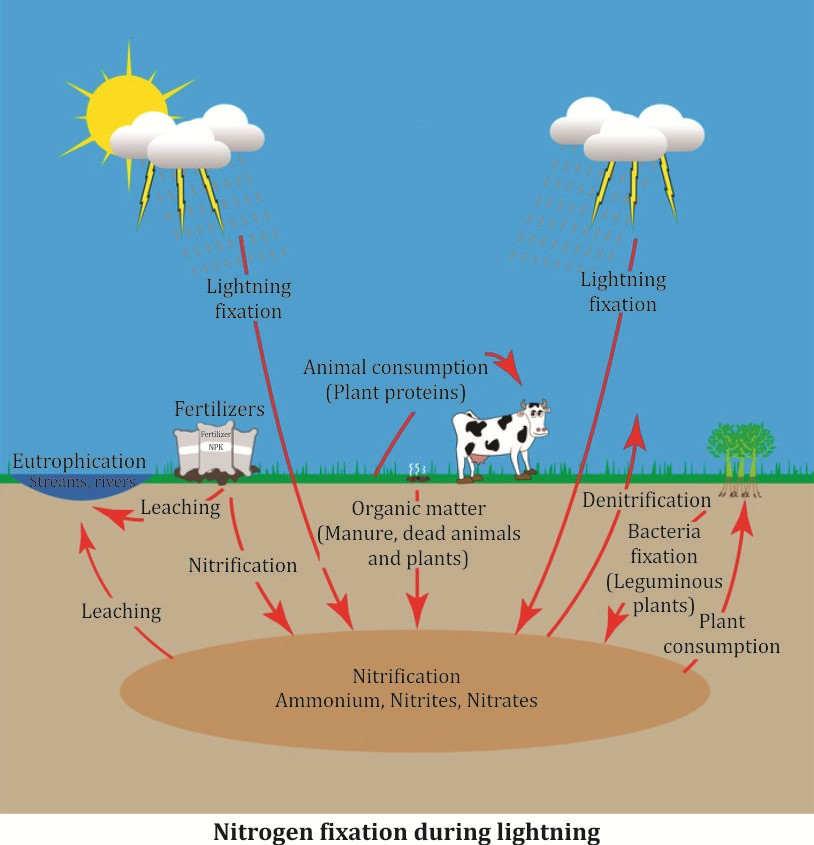 Lightning
fixation
Lightning
fixation
Animal consumption
(Plant proteins)
Fertilizers
Fertilizer
NPK
Eutrophication
Streams, rivers
Leaching
Organic matter
(Manure, dead animals
and plants)
Denitrification
Bacteria
fixation
(Leguminous
plants)
Nitrification
Leaching
Plant
consumption
Nitrification
Ammonium, Nitrites, Nitrates
Nitrogen fixation during lightning